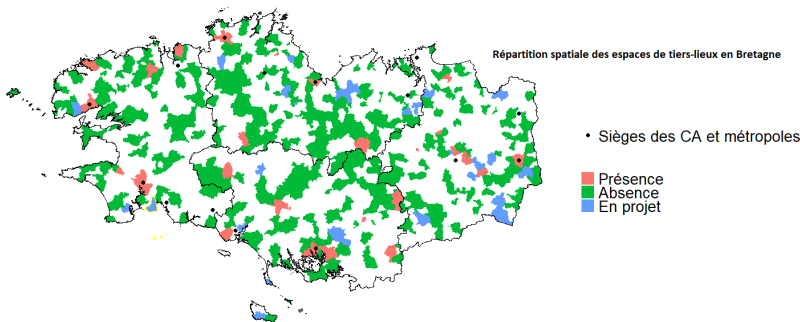 Répartition spatiale des espaces de tiers-lieux en Bretagne
Sièges des CA et métropoles
Présence
Absence
En projet